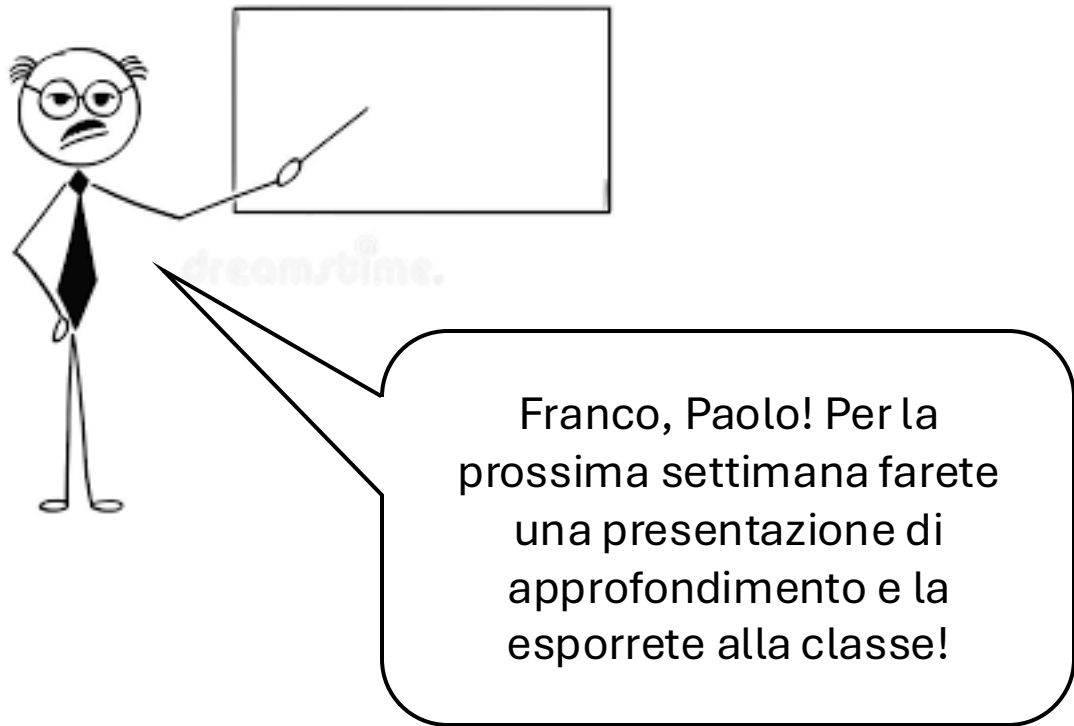 dreamstime.
Franco, Paolo! Per la
prossima settimana farete
una presentazione di
approfondimento e la
esporrete alla classe!